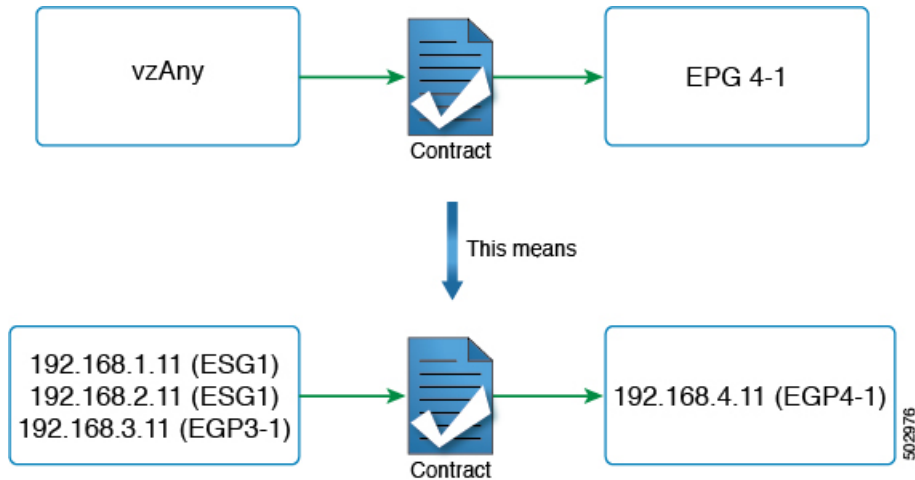 vzAny
EPG 4-1
Contract
This means
192.168.1.11 (ESG1)
192.168.2.11 (ESG1)
192.168.3.11 (EGP3-1)
192.168.4.11 (EGP4-1)
Contract
502976